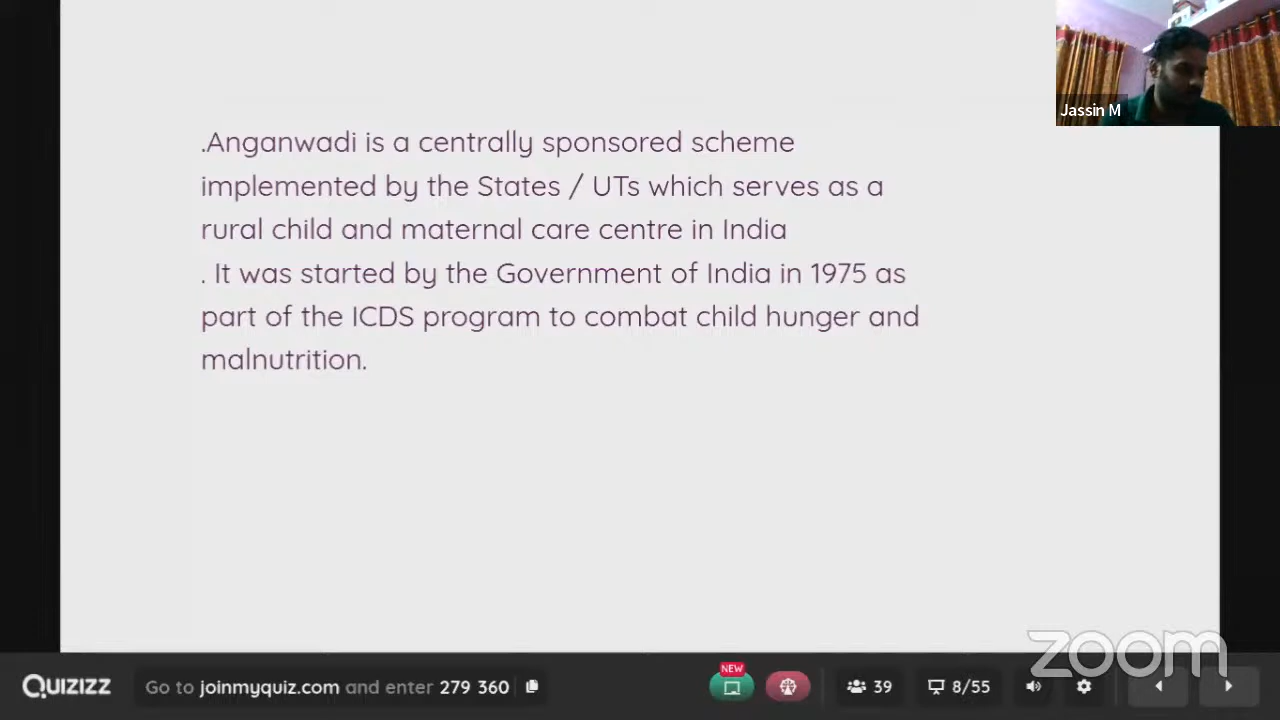 Jassin M
.Anganwadi is a centrally sponsored scheme
implemented by the States / UTs which serves as a
rural child and maternal care centre in India
. It was started by the Government of India in 1975 as
part of the ICDS program to combat child hunger and
malnutrition.
zoom
NEW
Quizizz Go to joinmyquiz.com and enter 279 360 39 8/55